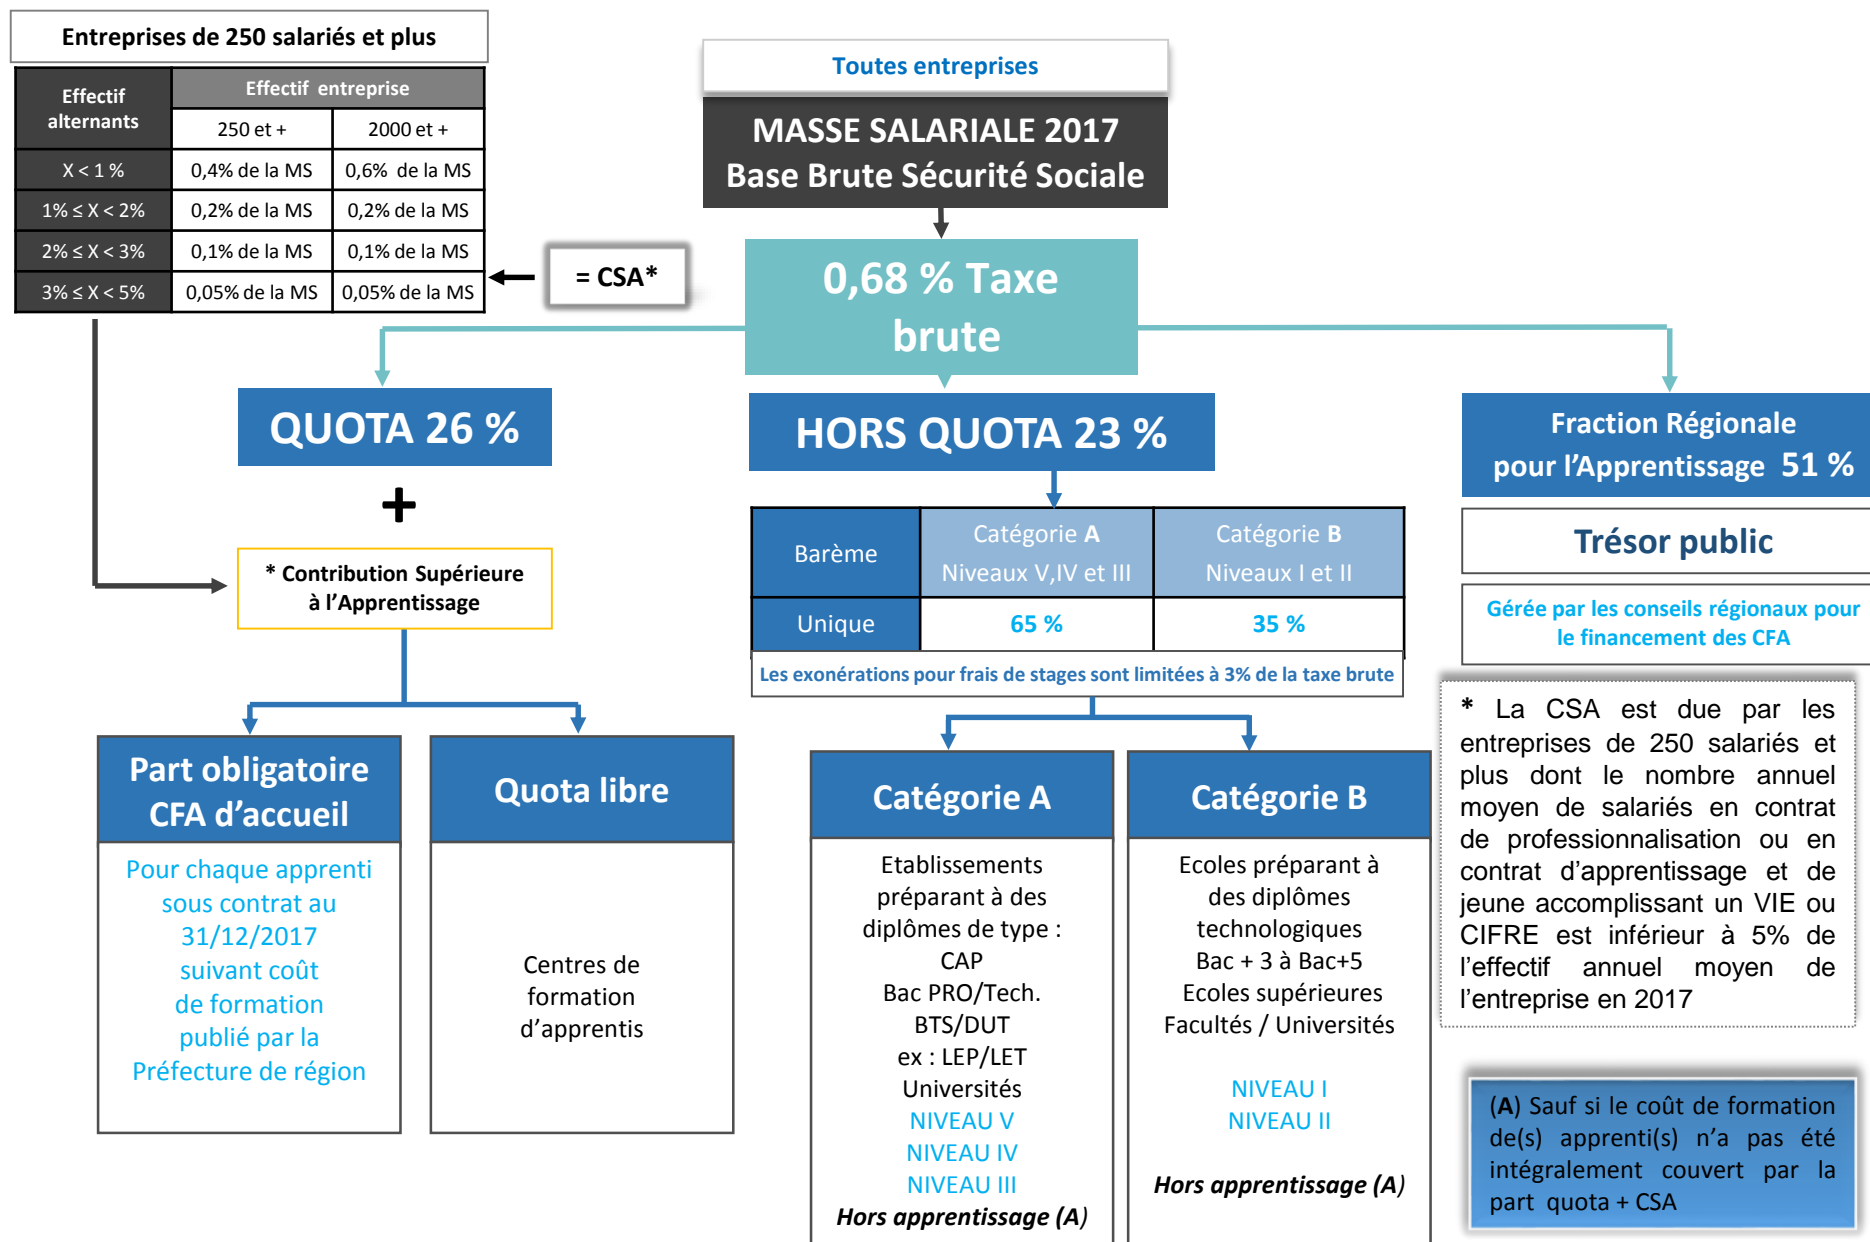 Entreprises de 250 salariés et plus
Effectif alternants
Effectif entreprise
250 et +
2000 et +
X < 1 %
0,4% de la MS
0,6% de la MS
1% ≤ X < 2%
0,2% de la MS
0,2% de la MS
2% ≤ X < 3%
0,1% de la MS
0,1% de la MS
3% ≤ X < 5%
0,05% de la MS
0,05% de la MS
= CSA*
Toutes entreprises
MASSE SALARIALE 2017
Base Brute Sécurité Sociale
0,68 % Taxe
brute
QUOTA 26 %
+
* Contribution Supérieure
à l'Apprentissage
HORS QUOTA 23 %
Barème
Catégorie A
Niveaux V,IV et III
Catégorie B
Niveaux I et II
Unique
65 %
35 %
Les exonérations pour frais de stages sont limitées à 3% de la taxe brute
Fraction Régionale
pour l'Apprentissage 51 %
Trésor public
Gérée par les conseils régionaux pour
le financement des CFA
Part obligatoire
CFA d'accueil
Pour chaque apprenti
sous contrat au
31/12/2017
suivant coût
de formation
publié par la
Préfecture de région
Quota libre
Centres de
formation
d'apprentis
Catégorie A
Etablissements
préparant à des
diplômes de type :
CAP
Bac PRO/Tech.
BTS/DUT
ex : LEP/LET
Universités
NIVEAU V
NIVEAU IV
NIVEAU III
Hors apprentissage (A)
Catégorie B
Ecoles préparant à
des diplômes
technologiques
Bac + 3 à Bac+5
Ecoles supérieures
Facultés / Universités
NIVEAU I
NIVEAU II
Hors apprentissage (A)
* La CSA est due par les
entreprises de 250 salariés et
plus dont le nombre annuel
moyen de salariés en contrat
de professionnalisation ou en
contrat d'apprentissage et de
jeune accomplissant un VIE ou
CIFRE est inférieur à 5% de
l'effectif annuel moyen de
l'entreprise en 2017
(A) Sauf si le coût de formation
de(s) apprenti(s) n'a pas été
intégralement couvert par la
part quota + CSA